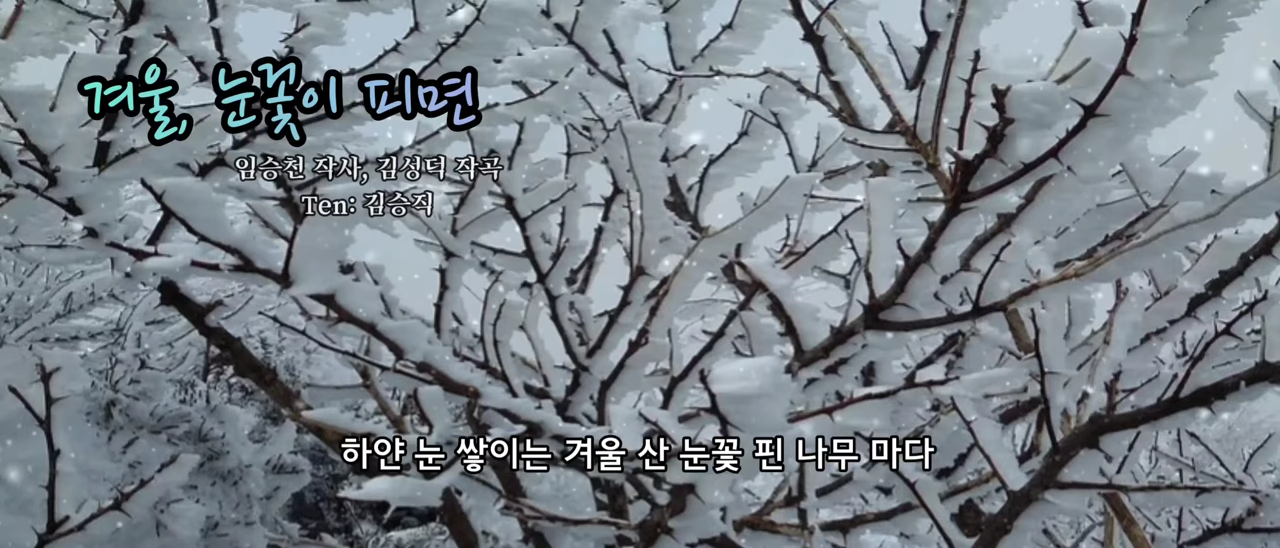 겨울, 눈꽃이 피면
임승천 작사, 김성덕 작곡
Ten: 김승직
하얀 눈 쌓이는 겨울 산 눈꽃 핀 나무 마다